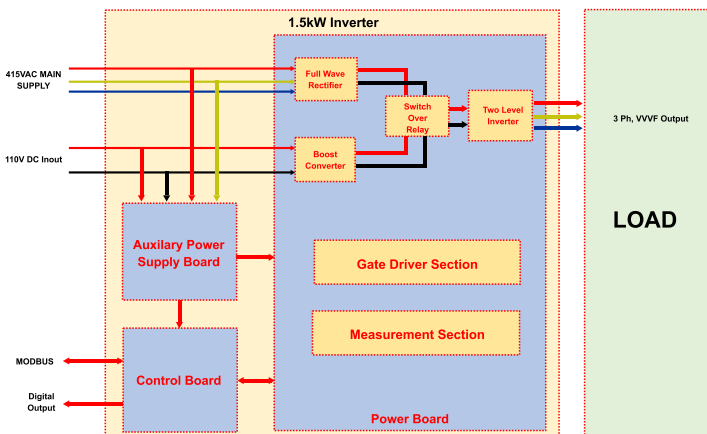 1.5kW Inverter
415VAC MAIN
SUPPLY
Full Wave
Rectifier
Switch
Over
Relay
Two Level
Inverter
3 Ph, VVVF Output
110V DC Inout
Boost
Converter
LOAD
Auxilary Power
Supply Board
Gate Driver Section
Measurement Section
MODBUS
Control Board
Digital
Output
Power Board